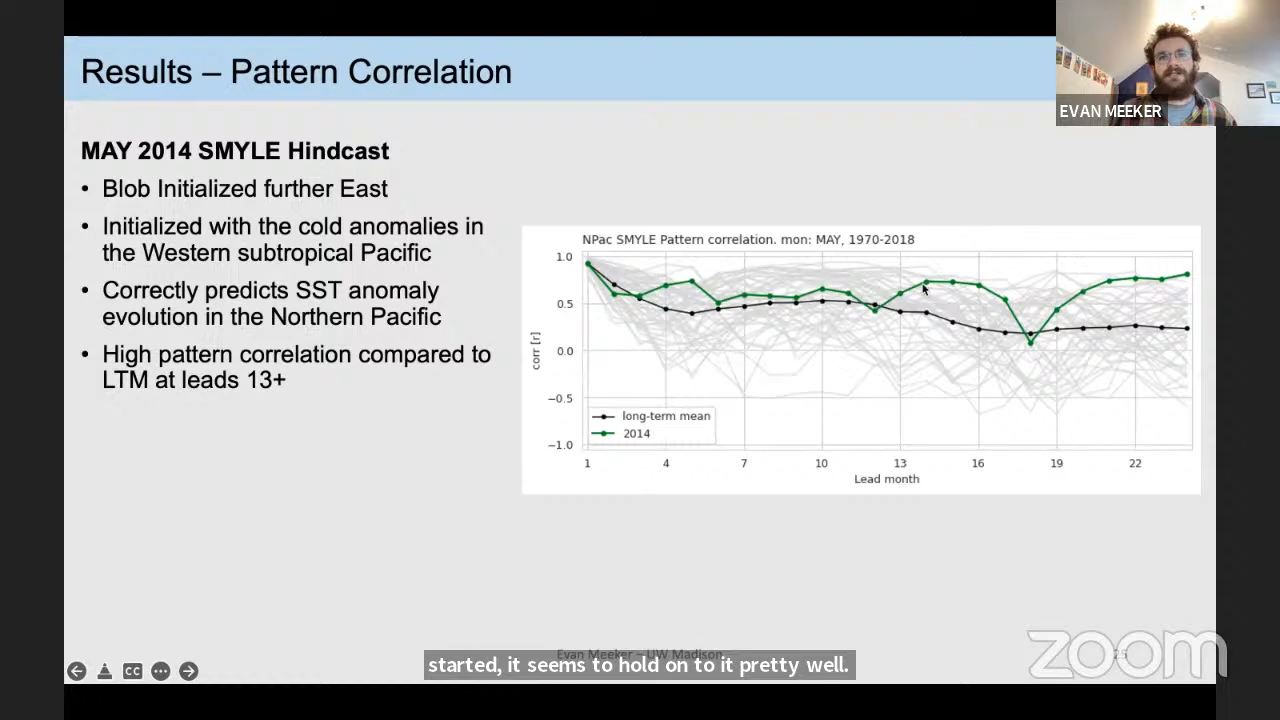 Results – Pattern Correlation
EVAN MEEKER
MAY 2014 SMYLE Hindcast
• Blob Initialized further East
• Initialized with the cold anomalies in
the Western subtropical Pacific
• Correctly predicts SST anomaly
evolution in the Northern Pacific
• High pattern correlation compared to
LTM at leads 13+
NPac SMYLE Pattern correlation. mon: MAY, 1970-2018
1.0
0.5
0.0
−0.5
−1.0
corr [r]
long-term mean
2014
1 4 7 10 13 16 19 22
Lead month
Evan Meeker – UW Madison
started, it seems to hold on to it pretty well.
25
zoom
CC